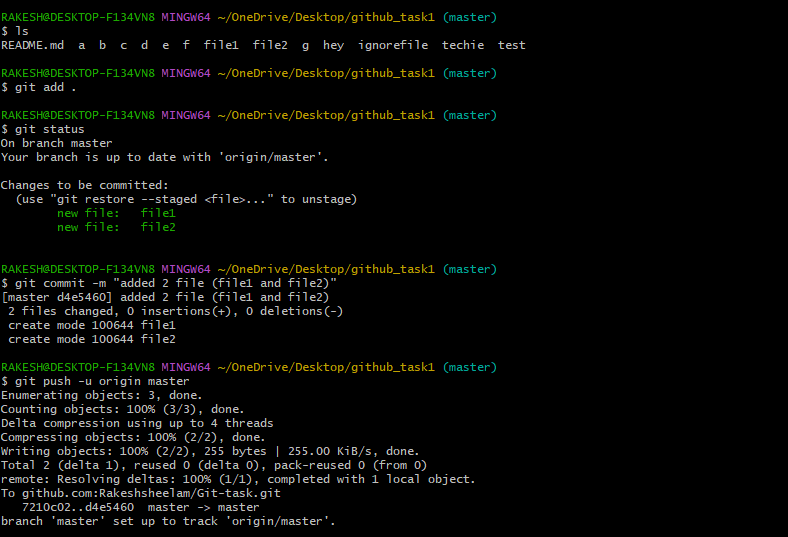 RAKESH@DESKTOP-F134VN8 MINGW64 ~/OneDrive/Desktop/github_task1 (master)
$ ls
README.md  a  b  c  d  e  f  file1  file2  g  hey  ignorefile  techie  test

RAKESH@DESKTOP-F134VN8 MINGW64 ~/OneDrive/Desktop/github_task1 (master)
$ git add .

RAKESH@DESKTOP-F134VN8 MINGW64 ~/OneDrive/Desktop/github_task1 (master)
$ git status
On branch master
Your branch is up to date with 'origin/master'.

Changes to be committed:
  (use "git restore --staged <file>..." to unstage)
        new file:   file1
        new file:   file2


RAKESH@DESKTOP-F134VN8 MINGW64 ~/OneDrive/Desktop/github_task1 (master)
$ git commit -m "added 2 file (file1 and file2)"
[master d4e5460] added 2 file (file1 and file2)
 2 files changed, 0 insertions(+), 0 deletions(-)
 create mode 100644 file1
 create mode 100644 file2

RAKESH@DESKTOP-F134VN8 MINGW64 ~/OneDrive/Desktop/github_task1 (master)
$ git push -u origin master
Enumerating objects: 3, done.
Counting objects: 100% (3/3), done.
Delta compression using up to 4 threads
Compressing objects: 100% (2/2), done.
Writing objects: 100% (2/2), 255 bytes | 255.00 KiB/s, done.
Total 2 (delta 1), reused 0 (delta 0), pack-reused 0 (from 0)
remote: Resolving deltas: 100% (1/1), completed with 1 local object.
To github.com:Rakeshsheelam/Git-task.git
   7210c02..d4e5460  master -> master
branch 'master' set up to track 'origin/master'.